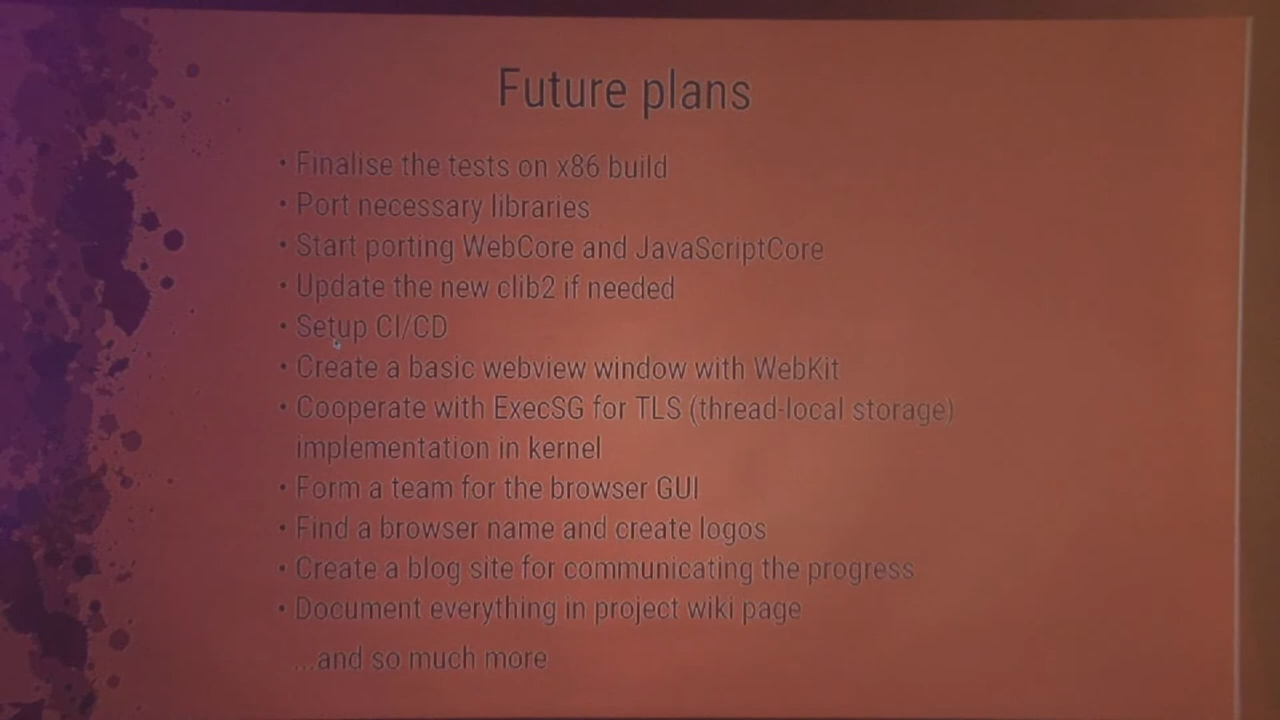 Future plans
• Finalise the tests on x86 build
• Port necessary libraries
• Start porting WebCore and JavaScriptCore
• Update the new clib2 if needed
• Setup CI/CD
• Create a basic webview window with WebKit
• Cooperate with ExecSG for TLS (thread-local storage)
implementation in kernel
• Form a team for the browser GUI
• Find a browser name and create logos
• Create a blog site for communicating the progress
• Document everything in project wiki page
...and so much more